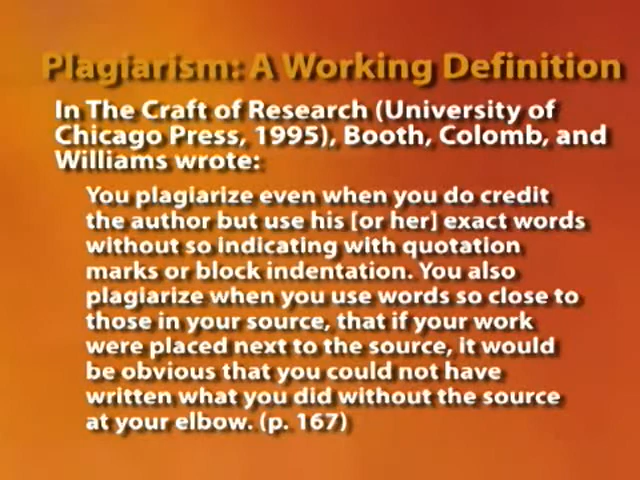 Plagiarism: A Working Definition
In The Craft of Research (University of
Chicago Press, 1995), Booth, Colomb, and
Williams wrote:
You plagiarize even when you do credit
the author but use his [or her] exact words
without so indicating with quotation
marks or block indentation. You also
plagiarize when you use words so close to
those in your source, that if your work
were placed next to the source, it would
be obvious that you could not have
written what you did without the source
at your elbow. (p. 167)